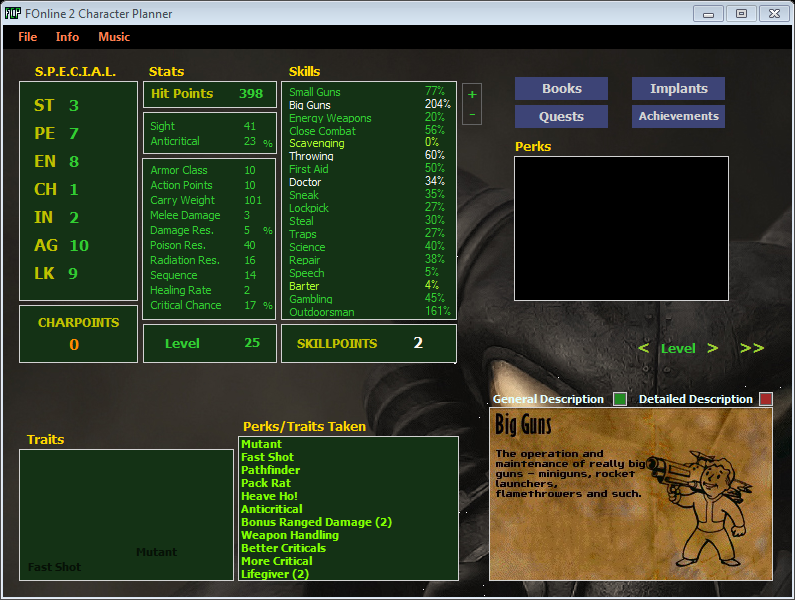 FOnline 2 Character Planner
File Info Music
S.P.E.C.I.A.L.
ST 3
PE 7
EN 8
CH 1
IN 2
AG 10
LK 9
CHARPOINTS
0
Stats
Hit Points 398
Sight 41
Anticritical 23 %
Armor Class 10
Action Points 10
Carry Weight 101
Melee Damage 3
Damage Res. 5 %
Poison Res. 40
Radiation Res. 16
Sequence 14
Healing Rate 2
Critical Chance 17 %
Level 25
Skills
Small Guns 77%
Big Guns 204%
Energy Weapons 20%
Close Combat 56%
Scavenging 0%
Throwing 60%
First Aid 50%
Doctor 34%
Sneak 35%
Lockpick 27%
Steal 30%
Traps 27%
Science 40%
Repair 38%
Speech 5%
Barter 4%
Gambling 45%
Outdoorsman 161%
SKILLPOINTS 2
+
-
Books Implants
Quests Achievements
Perks
< Level > >>
Traits
Mutant
Fast Shot
Perks/Traits Taken
Mutant
Fast Shot
Pathfinder
Pack Rat
Heave Ho!
Anticritical
Bonus Ranged Damage (2)
Weapon Handling
Better Criticals
More Critical
Lifegiver (2)
General Description Detailed Description
Big Guns
The operation and
maintenance of really big
guns - miniguns, rocket
launchers,
flamethrowers and such.